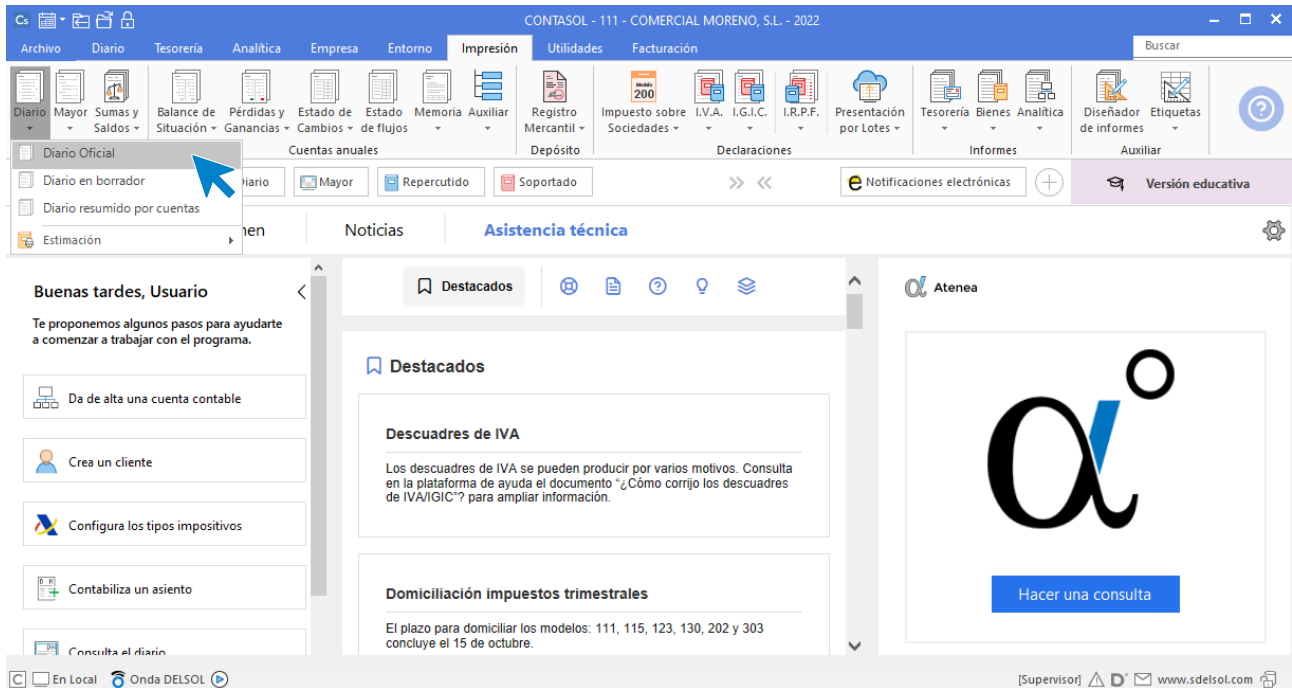 Cs
CONTASOL - 111 - COMERCIAL MORENO, S.L. - 2022
Archivo Diario Tesorería Analítica Empresa Entorno Impresión Utilidades Facturación Buscar
Diario Mayor Sumas y Saldos Balance de Situación Pérdidas y Ganancias Estado de Cambios Estado de flujos Memoria Auxiliar Registro Mercantil Modelo 200 Impuesto sobre Sociedades I.V.A. I.G.I.C. I.R.P.F. Presentación por Lotes Tesorería Bienes Analítica Diseñador de informes Etiquetas
Cuentas anuales Depósito Declaraciones Informes Auxiliar
Diario Oficial
Diario en borrador
Diario resumido por cuentas
Estimación
Mayor Repercutido Soportado Notificaciones electrónicas Versión educativa
Noticias Asistencia técnica
Buenas tardes, Usuario
Te proponemos algunos pasos para ayudarte
a comenzar a trabajar con el programa.
Da de alta una cuenta contable
Crea un cliente
Configura los tipos impositivos
Contabiliza un asiento
Consulta el diario
Destacados
Destacados
Descuadres de IVA
Los descuadres de IVA se pueden producir por varios motivos. Consulta
en la plataforma de ayuda el documento “¿Cómo corrijo los descuadres
de IVA/IGIC”? para ampliar información.
Domiciliación impuestos trimestrales
El plazo para domiciliar los modelos: 111, 115, 123, 130, 202 y 303
concluye el 15 de octubre.
Atenea
Hacer una consulta
En Local Onda DELSOL [Supervisor] www.sdelsol.com